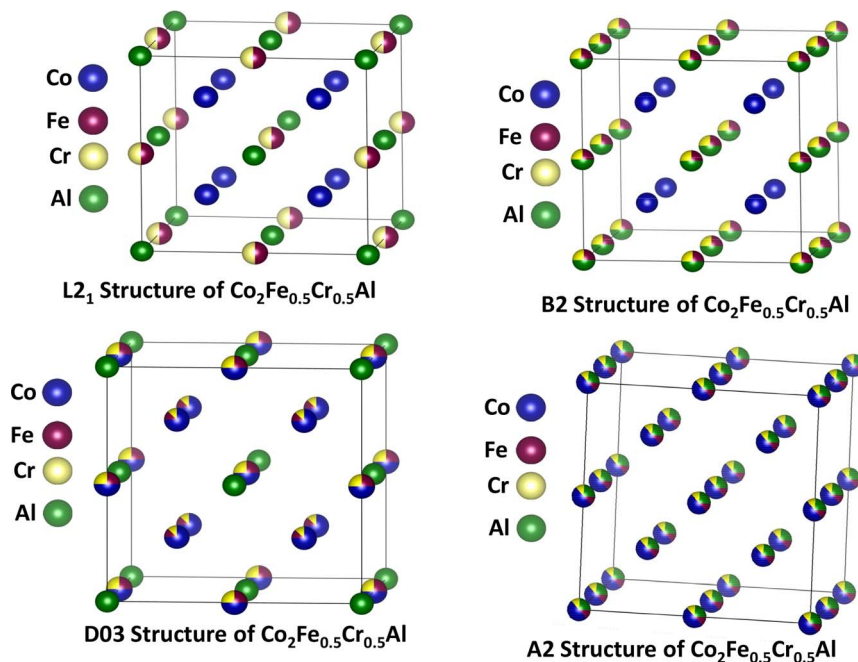 Co
Fe
Cr
Al
L2₁ Structure of Co₂Fe₀.₅Cr₀.₅Al
Co
Fe
Cr
Al
B2 Structure of Co₂Fe₀.₅Cr₀.₅Al
Co
Fe
Cr
Al
D03 Structure of Co₂Fe₀.₅Cr₀.₅Al
Co
Fe
Cr
Al
A2 Structure of Co₂Fe₀.₅Cr₀.₅Al